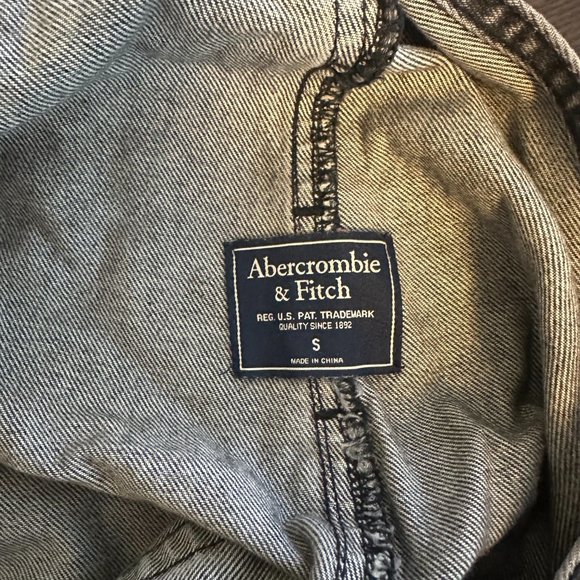 Abercrombie
& Fitch
REG. U.S. PAT. TRADEMARK
QUALITY SINCE 1892
S
MADE IN CHINA